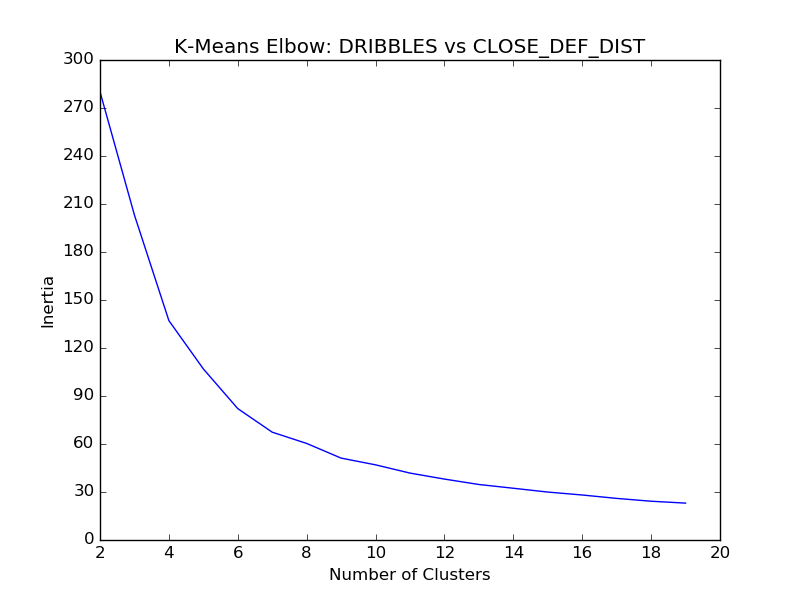 K-Means Elbow: DRIBBLES vs CLOSE_DEF_DIST
300
270
240
210
180
150
120
90
60
30
0
Inertia
2 4 6 8 10 12 14 16 18 20
Number of Clusters